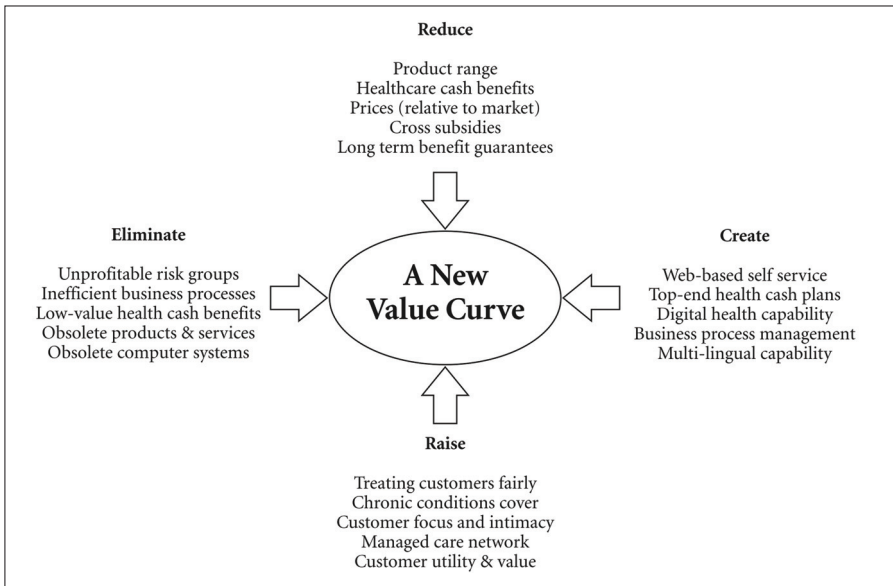 Reduce
Product range
Healthcare cash benefits
Prices (relative to market)
Cross subsidies
Long term benefit guarantees
Eliminate
Unprofitable risk groups
Inefficient business processes
Low-value health cash benefits
Obsolete products & services
Obsolete computer systems
A New
Value Curve
Create
Web-based self service
Top-end health cash plans
Digital health capability
Business process management
Multi-lingual capability
Raise
Treating customers fairly
Chronic conditions cover
Customer focus and intimacy
Managed care network
Customer utility & value